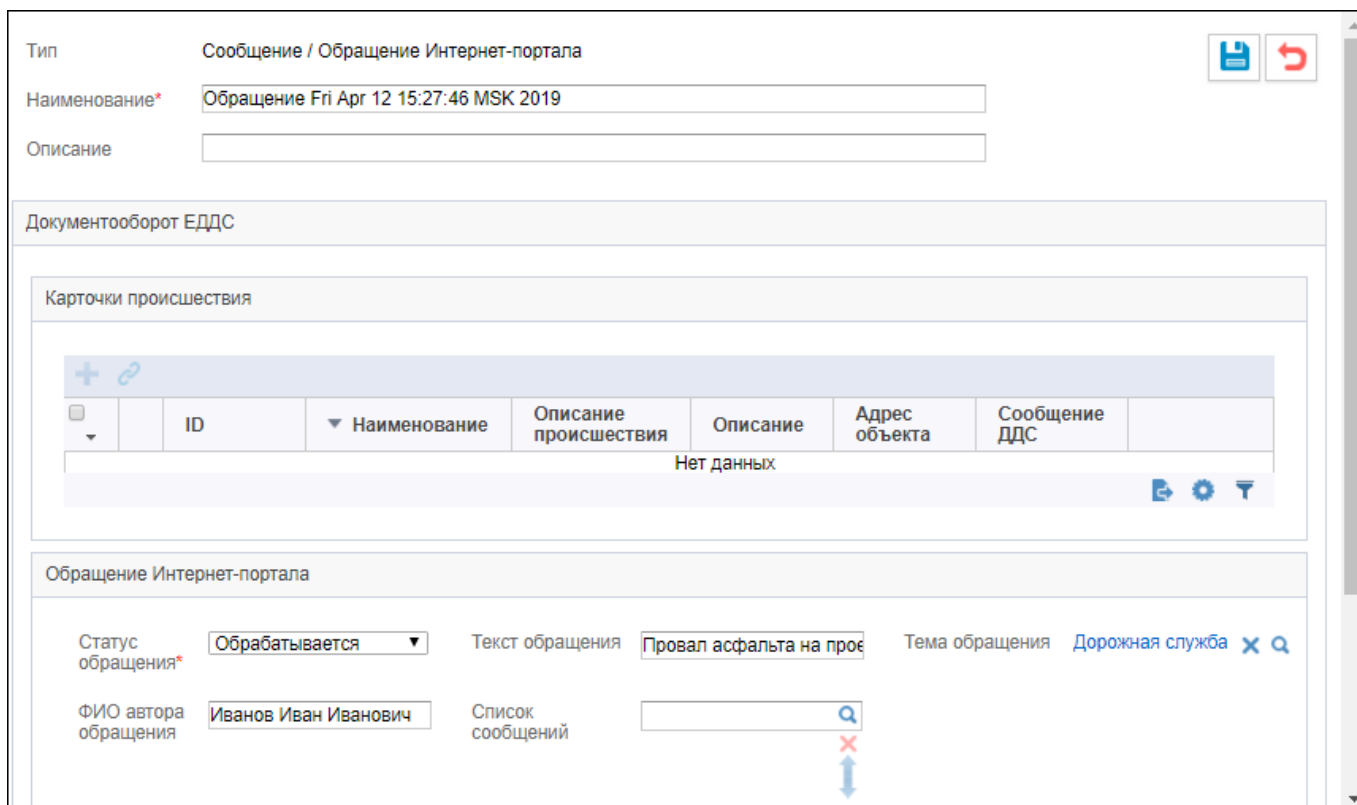 Тип Сообщение / Обращение Интернет-портала
Наименование* Обращение Fri Apr 12 15:27:46 MSK 2019
Описание
Документооборот ЕДДС
Карточки происшествия
ID Наименование Описание происшествия Описание Адрес объекта Сообщение ДДС
Нет данных
Обращение Интернет-портала
Статус обращения* Обрабатывается Текст обращения Провал асфальта на прое Тема обращения Дорожная служба
ФИО автора обращения Иванов Иван Иванович Список сообщений